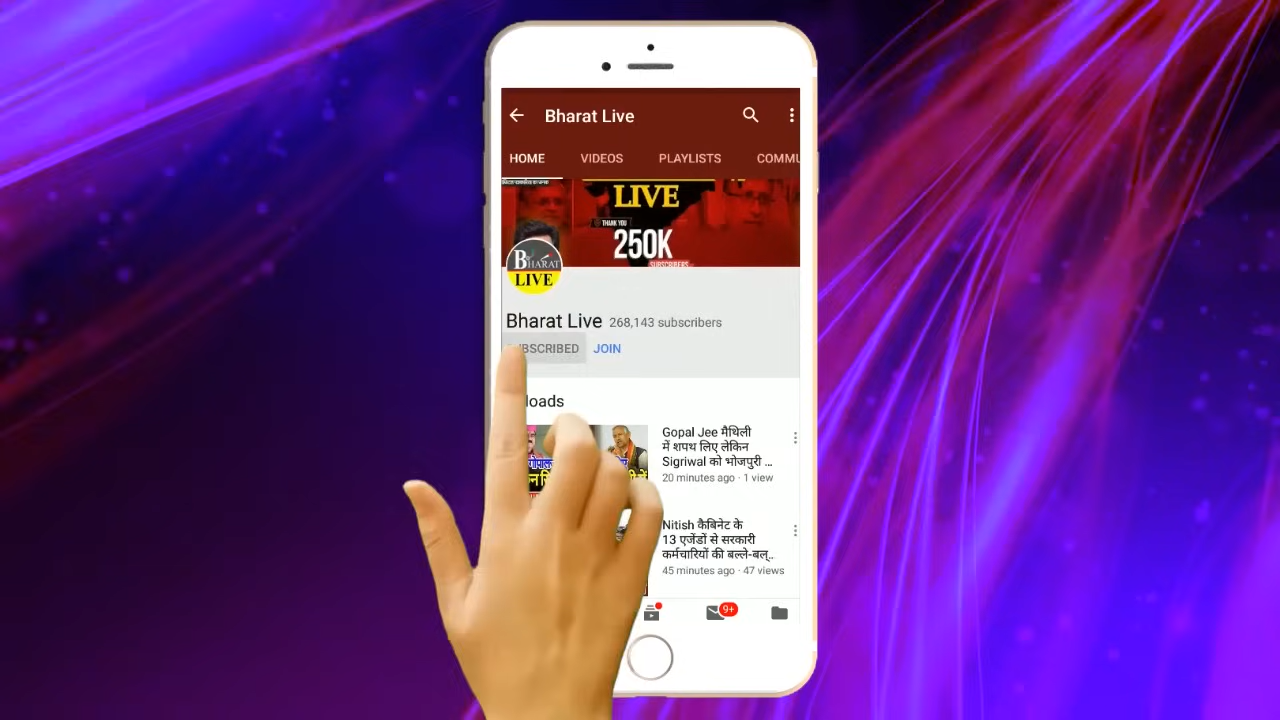 Bharat Live
HOME VIDEOS PLAYLISTS COMMU
LIVE
THANK YOU
250K
SUBSCRIBERS
BHARAT
LIVE
Bharat Live 268,143 subscribers
UBSCRIBED JOIN
loads
Gopal Jee मैथिली
में शपथ लिए लेकिन
Sigriwal को भोजपुरी ...
20 minutes ago · 1 view
Nitish कैबिनेट के
13 एजेंडों से सरकारी
कर्मचारियों की बल्ले-बल्..
45 minutes ago · 47 views
9+